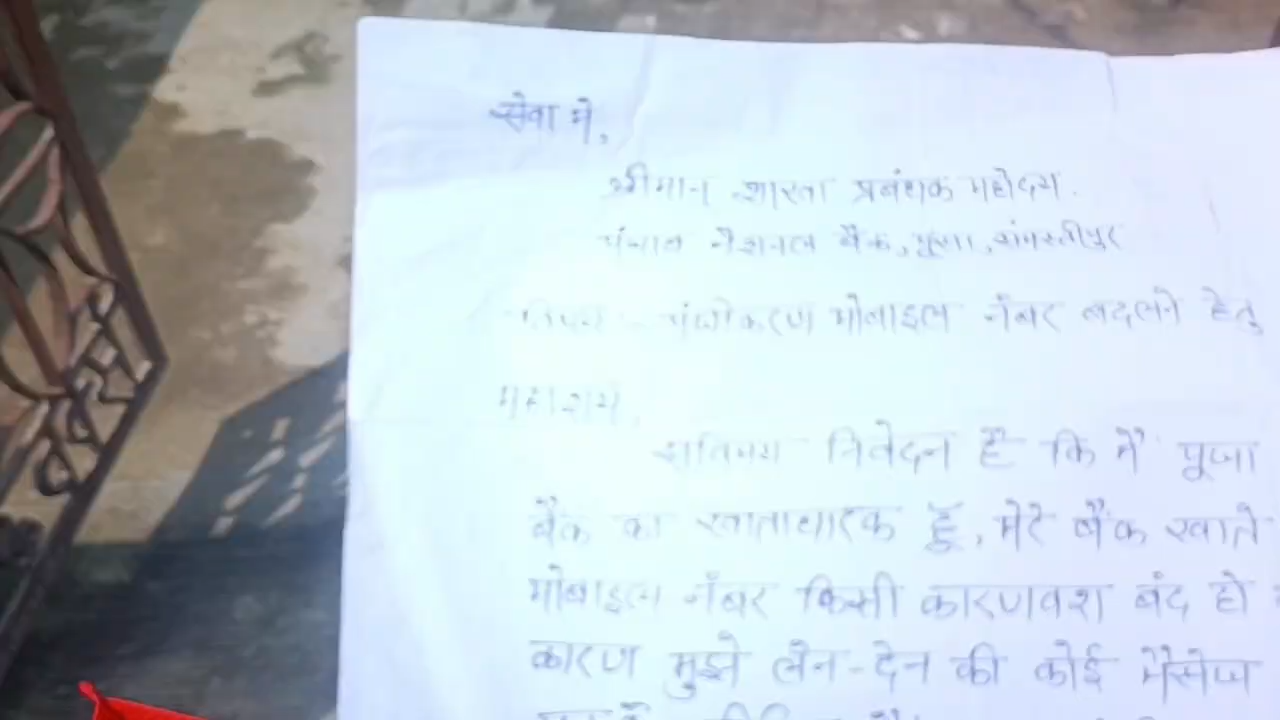 सेवा में,
श्रीमान शाखा प्रबंधक महोदय.
पंजाब नेशनल बैंक, पूसा, समस्तीपुर
विषय - पंजीकरण मोबाइल नंबर बदलने हेतु
महाशय,
सविनय निवेदन है कि मैं पूजा
बैंक का खाताधारक हूँ, मेरे बैंक खाते
मोबाइल नंबर किसी कारणवश बंद हो
कारण मुझे लेन-देन की कोई मैसेज